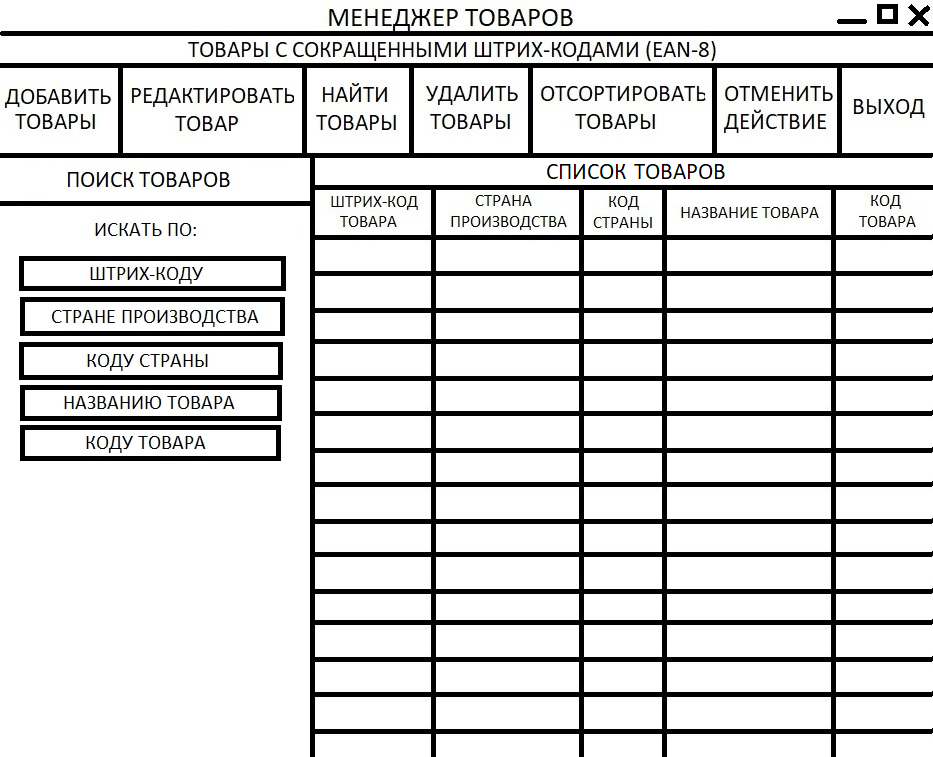 МЕНЕДЖЕР ТОВАРОВ
ТОВАРЫ С СОКРАЩЕННЫМИ ШТРИХ-КОДАМИ (EAN-8)
ДОБАВИТЬ
ТОВАРЫ
РЕДАКТИРОВАТЬ
ТОВАР
НАЙТИ
ТОВАРЫ
УДАЛИТЬ
ТОВАРЫ
ОТСОРТИРОВАТЬ
ТОВАРЫ
ОТМЕНИТЬ
ДЕЙСТВИЕ
ВЫХОД
ПОИСК ТОВАРОВ
ИСКАТЬ ПО:
ШТРИХ-КОДУ
СТРАНЕ ПРОИЗВОДСТВА
КОДУ СТРАНЫ
НАЗВАНИЮ ТОВАРА
КОДУ ТОВАРА
СПИСОК ТОВАРОВ
ШТРИХ-КОД
ТОВАРА
СТРАНА
ПРОИЗВОДСТВА
КОД
СТРАНЫ
НАЗВАНИЕ ТОВАРА
КОД
ТОВАРА